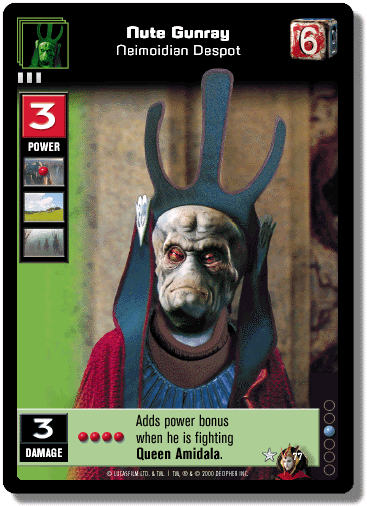 Nute Gunray
Neimoidian Despot
6
3
POWER
3
DAMAGE
Adds power bonus
when he is fighting
Queen Amidala.
77
© LUCASFILM LTD. & TM. | TM, ® & © 2000 DECIPHER INC.